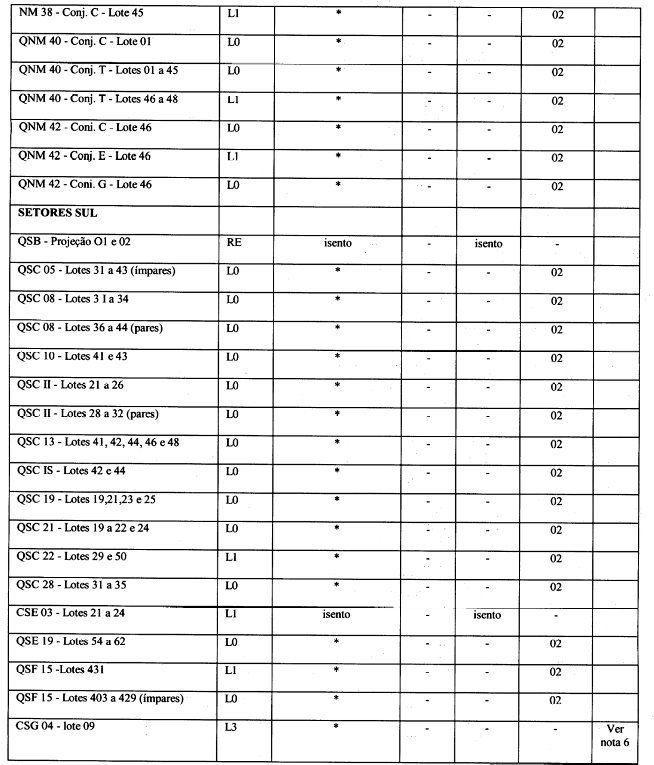 NM 38 - Conj. C - Lote 45 L1 * - - 02
QNM 40 - Conj. C - Lote 01 L0 * - - 02
QNM 40 - Conj. T - Lotes 01 a 45 L0 * - - 02
QNM 40 - Conj. T - Lotes 46 a 48 L1 * - - 02
QNM 42 - Coni. C - Lote 46 L0 * - - 02
QNM 42 - Conj. E - Lote 46 L1 * - - 02
QNM 42 - Coni. G - Lote 46 L0 * - - 02
SETORES SUL
QSB - Projeção O1 e 02 RE isento - isento -
QSC 05 - Lotes 31 a 43 (ímpares) L0 * - - 02
QSC 08 - Lotes 3 I a 34 L0 * - - 02
QSC 08 - Lotes 36 a 44 (pares) L0 * - - 02
QSC 10 - Lotes 41 e 43 L0 * - - 02
QSC II - Lotes 21 a 26 L0 * - - 02
QSC II - Lotes 28 a 32 (pares) L0 * - - 02
QSC 13 - Lotes 41, 42, 44, 46 e 48 L0 * - - 02
QSC IS - Lotes 42 e 44 L0 * - - 02
QSC 19 - Lotes 19,21,23 e 25 L0 * - - 02
QSC 21 - Lotes 19 a 22 e 24 L0 * - - 02
QSC 22 - Lotes 29 e 50 L1 * - - 02
QSC 28 - Lotes 31 a 35 L0 * - - 02
CSE 03 - Lotes 21 a 24 L1 isento - isento -
QSE 19 - Lotes 54 a 62 L0 * - - 02
QSF 15 -Lotes 431 L1 * - - 02
QSF 15 - Lotes 403 a 429 (ímpares) L0 * - - 02
CSG 04 - lote 09 L3 * - - - Ver
nota 6